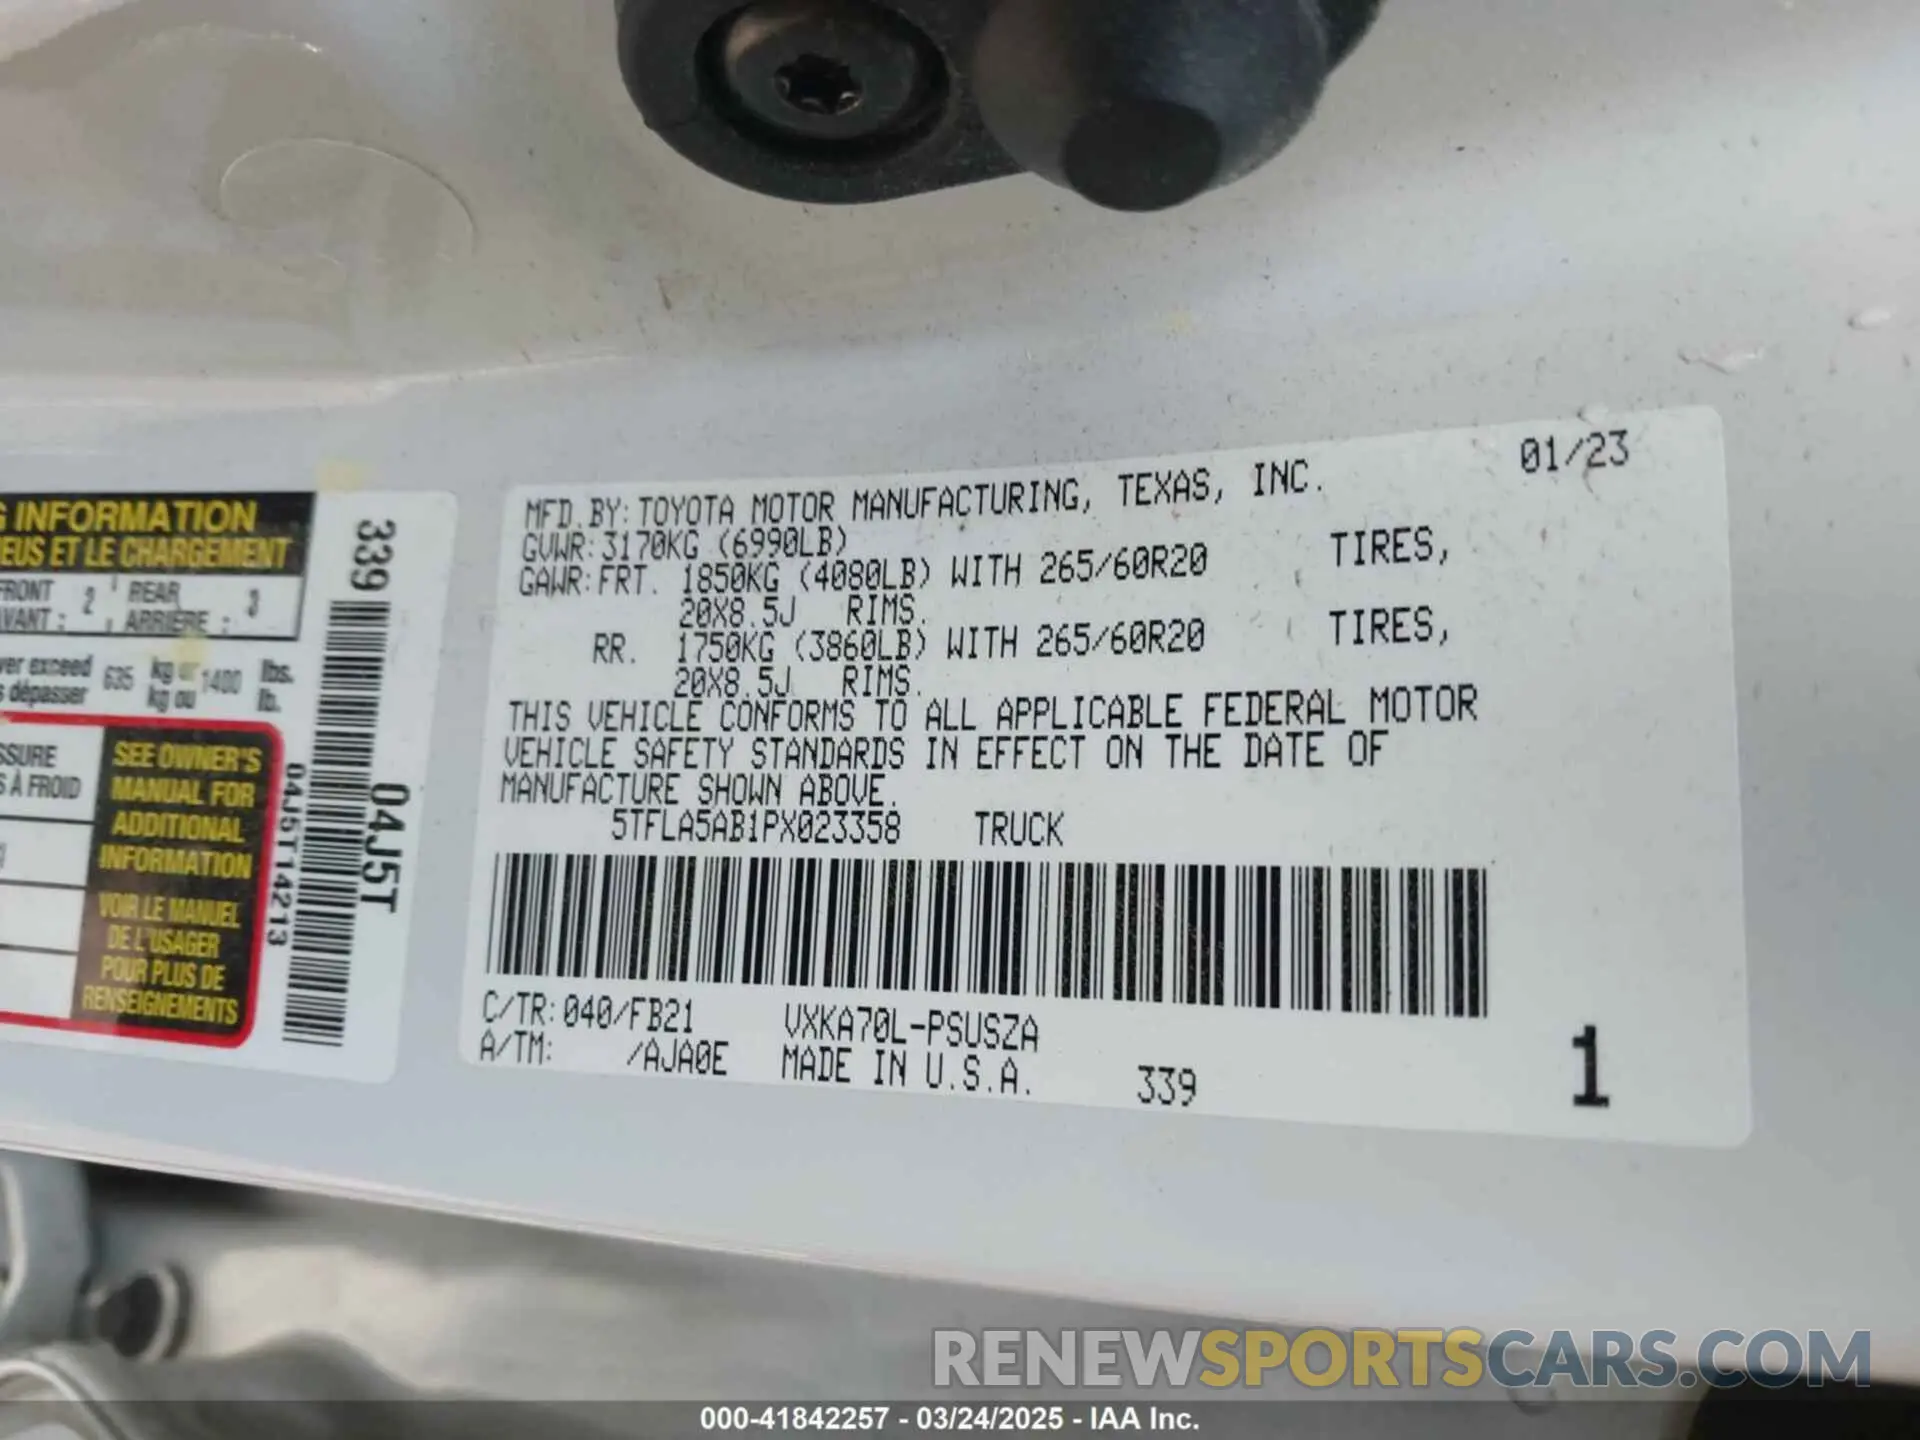 G INFORMATION
EUS ET LE CHARGEMENT
FRONT 2 REAR 3
AVANT : ARRIÈRE :
ver exceed 635 kg or 1400 lbs.
s dépasser kg ou lb.
SSURE
S À FROID
SEE OWNER'S
MANUAL FOR
ADDITIONAL
INFORMATION
VOIR LE MANUEL
DE L'USAGER
POUR PLUS DE
RENSEIGNEMENTS
339
04J5T
04J5T14213
01/23
MFD. BY: TOYOTA MOTOR MANUFACTURING, TEXAS, INC.
GVWR: 3170KG (6990LB)
GAWR: FRT. 1850KG (4080LB) WITH 265/60R20 TIRES,
20X8.5J RIMS.
RR. 1750KG (3860LB) WITH 265/60R20 TIRES,
20X8.5J RIMS.
THIS VEHICLE CONFORMS TO ALL APPLICABLE FEDERAL MOTOR
VEHICLE SAFETY STANDARDS IN EFFECT ON THE DATE OF
MANUFACTURE SHOWN ABOVE.
5TFLA5AB1PX023358 TRUCK
C/TR: 040/FB21 VXKA70L-PSUSZA
A/TM: /AJA0E MADE IN U.S.A. 339
1
RENEWSPORTSCARS.COM
000-41842257 - 03/24/2025 - IAA Inc.